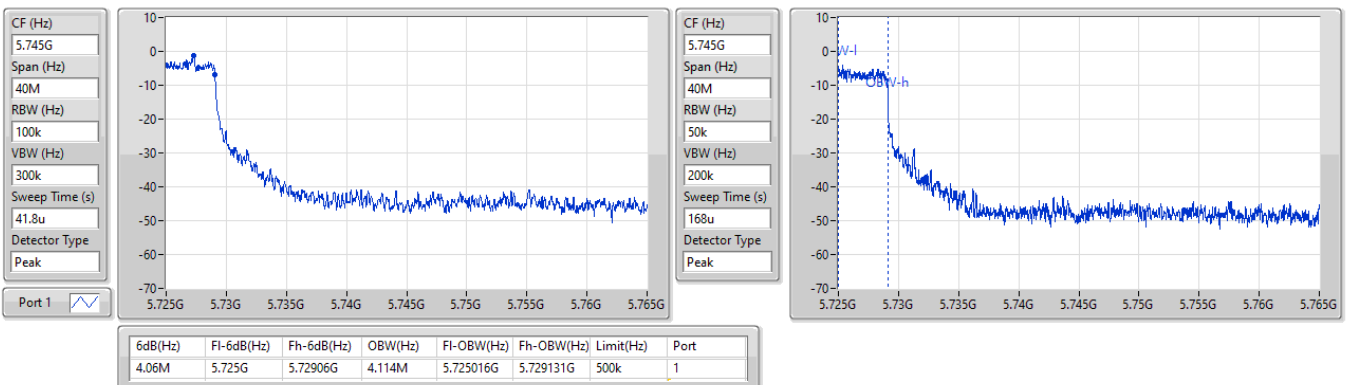 CF (Hz)
5.745G
Span (Hz)
40M
RBW (Hz)
100k
VBW (Hz)
300k
Sweep Time (s)
41.8u
Detector Type
Peak
Port 1
10
0
-10
-20
-30
-40
-50
-60
-70
5.725G 5.73G 5.735G 5.74G 5.745G 5.75G 5.755G 5.76G 5.765G
CF (Hz)
5.745G
Span (Hz)
40M
RBW (Hz)
50k
VBW (Hz)
200k
Sweep Time (s)
168u
Detector Type
Peak
10
0
-10
-20
-30
-40
-50
-60
-70
W-l
OBW-h
5.725G 5.73G 5.735G 5.74G 5.745G 5.75G 5.755G 5.76G 5.765G
6dB(Hz) Fl-6dB(Hz) Fh-6dB(Hz) OBW(Hz) Fl-OBW(Hz) Fh-OBW(Hz) Limit(Hz) Port
4.06M 5.725G 5.72906G 4.114M 5.725016G 5.729131G 500k 1